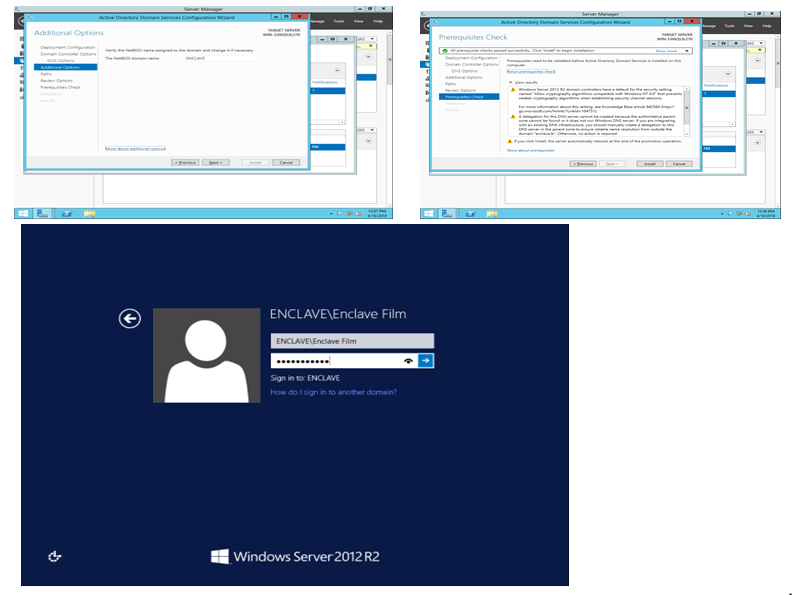 Server Manager
Active Directory Domain Services Configuration Wizard
Additional Options
TARGET SERVER
Deployment Configuration
Domain Controller Options
DNS Options
Additional Options
Paths
Review Options
Prerequisites Check
Installation
Results
Verify the NetBIOS name assigned to the domain and change it if necessary
The NetBIOS domain name:
ENCLAVE
More about additional options
< Previous
Next >
Install
Cancel
Manage
Tools
View
Help
Notifications
1
PM
12:07 PM
Server Manager
Active Directory Domain Services Configuration Wizard
Prerequisites Check
TARGET SERVER
All prerequisite checks passed successfully. Click 'Install' to begin installation.
Show more
Deployment Configuration
Domain Controller Options
DNS Options
Additional Options
Paths
Review Options
Prerequisites Check
Installation
Results
Prerequisites need to be validated before Active Directory Domain Services is installed on this
computer
Rerun prerequisites check
View results
Windows Server 2012 R2 domain controllers have a default for the security setting
named "Allow cryptography algorithms compatible with Windows NT 4.0" that prevents
weaker cryptography algorithms when establishing security channel sessions.
For more information about this setting, see Knowledge Base article 942564 (http://
go.microsoft.com/fwlink/?LinkId=104751).
A delegation for this DNS server cannot be created because the authoritative parent
zone cannot be found or it does not run Windows DNS server. If you are integrating
with an existing DNS infrastructure, you should manually create a delegation to this
DNS server in the parent zone to ensure reliable name resolution from outside the
Otherwise, no action is required.
If you click Install, the server automatically reboots at the end of the promotion operation.
More about prerequisites
< Previous
Next >
Install
Cancel
Manage
Tools
View
Help
Notifications
1
PM
ENCLAVE\Enclave Film
ENCLAVE\Enclave Film
Sign in to: ENCLAVE
How do I sign in to another domain?
Windows Server 2012 R2